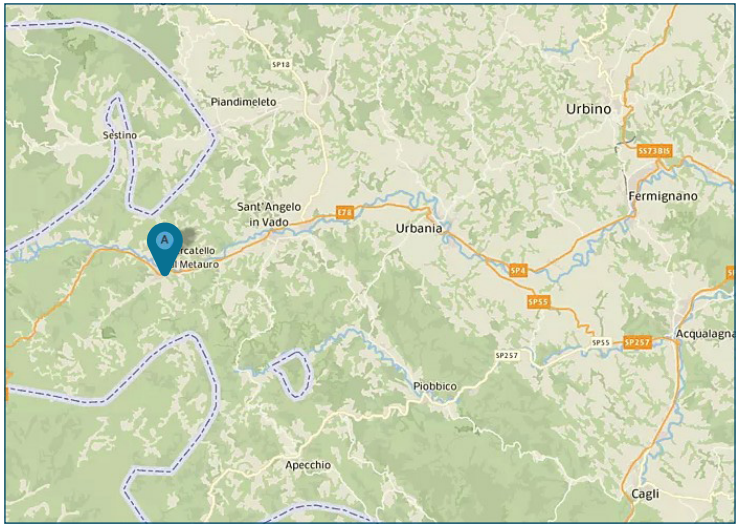 SP18
Piandimeleto
Urbino
Sestino
SS73BIS
Fermignano
Sant'Angelo
in Vado
E78
Urbania
A
rcatello
ul Metauro
SP4
SP55
SP55
SP257
Acqualagna
SP257
Piobbico
Apecchio
Cagli